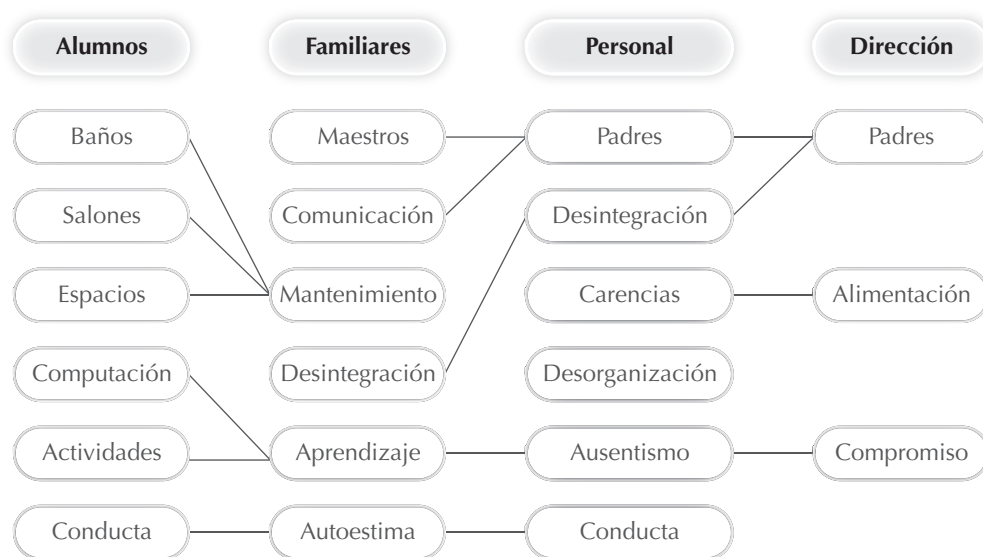 Alumnos Familiares Personal Dirección
Baños Maestros Padres Padres
Salones Comunicación Desintegración
Espacios Mantenimiento Carencias Alimentación
Computación Desintegración Desorganización
Actividades Aprendizaje Ausentismo Compromiso
Conducta Autoestima Conducta